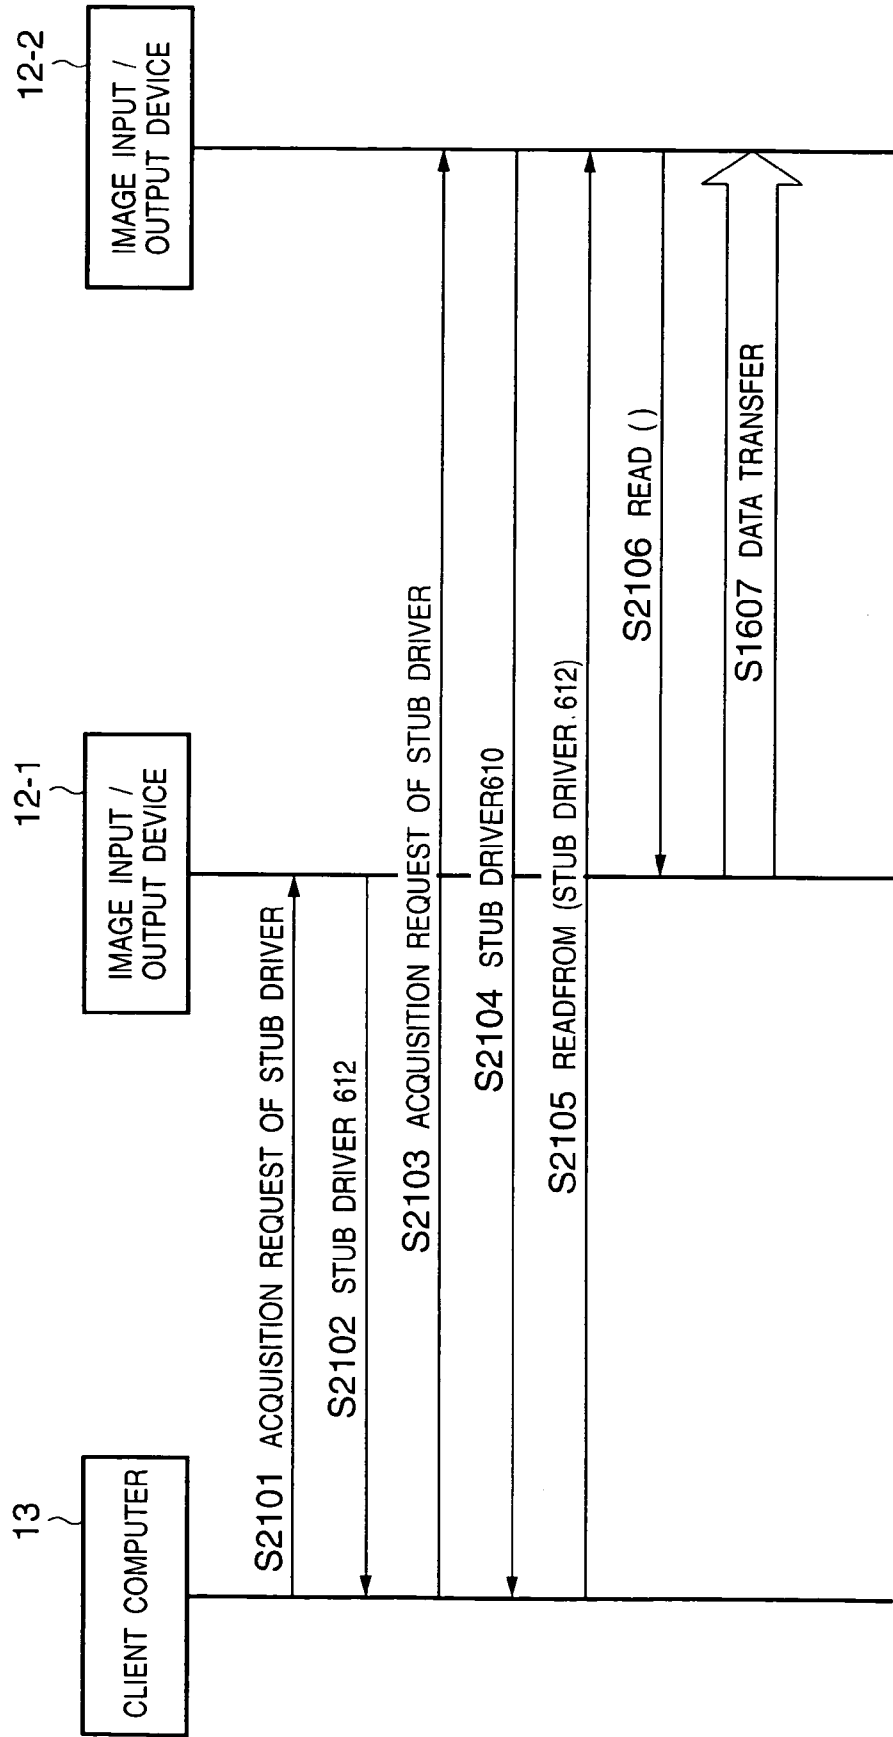 13
CLIENT COMPUTER
12-1
IMAGE INPUT /
OUTPUT DEVICE
12-2
IMAGE INPUT /
OUTPUT DEVICE
S2101 ACQUISITION REQUEST OF STUB DRIVER
S2102 STUB DRIVER 612
S2103 ACQUISITION REQUEST OF STUB DRIVER
S2104 STUB DRIVER610
S2105 READFROM (STUB DRIVER.612)
S2106 READ ()
S1607 DATA TRANSFER